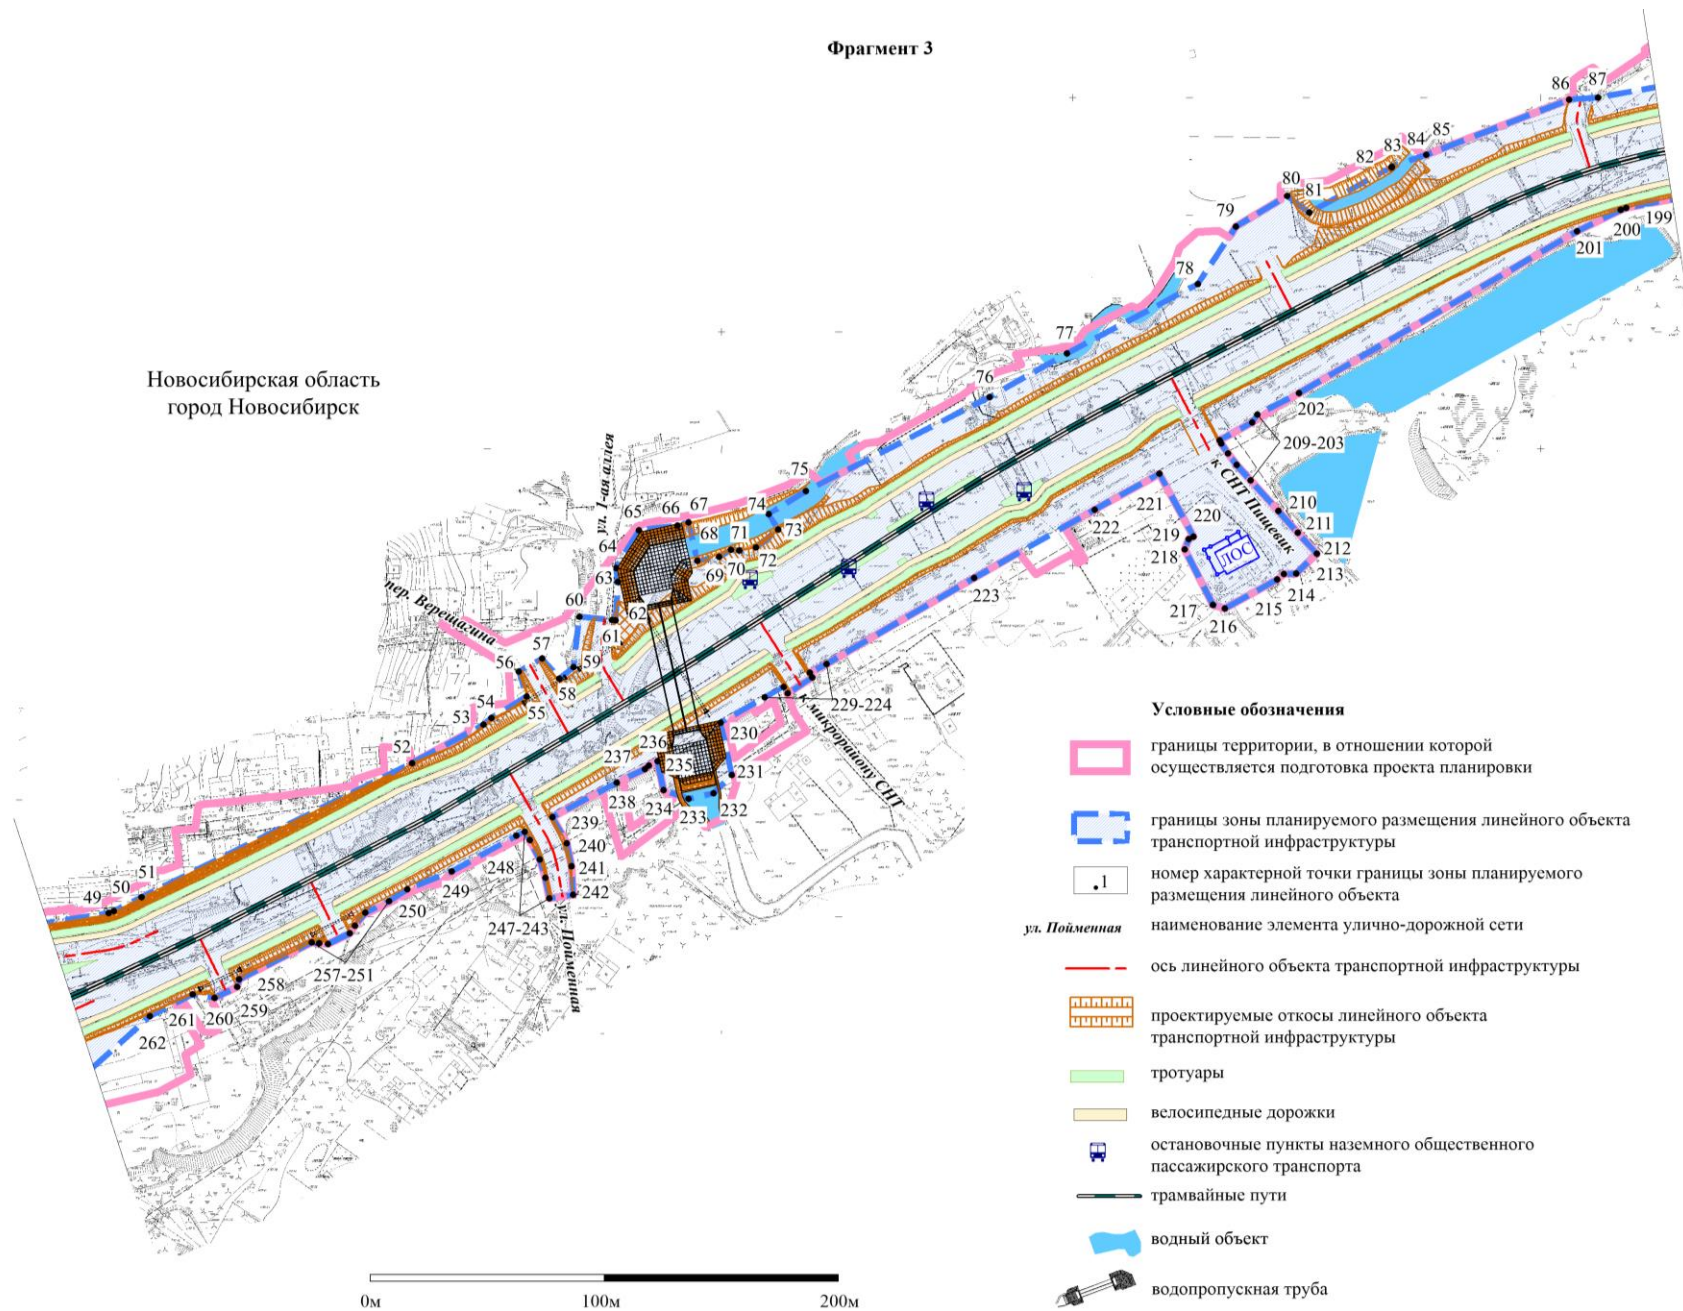 Фрагмент 3
Новосибирская область
город Новосибирск
86
87
85
84
83
82
80
81
79
78
77
76
199
200
201
202
209-203
к СНТ Пищевик
210
211
212
213
214
215
216
217
218
219
220
221
222
223
ЛОС
75
74
73
72
71
70
69
68
67
66
65
64
63
62
61
60
59
58
57
56
55
54
53
52
51
50
49
ул. 1-ая аллея
пер. Верещагина
229-224
к микрорайону СНТ
230
231
232
233
234
235
236
237
238
239
240
241
242
247-243
ул. Пойменная
248
249
250
257-251
258
259
260
261
262
Условные обозначения
границы территории, в отношении которой
осуществляется подготовка проекта планировки
границы зоны планируемого размещения линейного объекта
транспортной инфраструктуры
.1
номер характерной точки границы зоны планируемого
размещения линейного объекта
ул. Пойменная
наименование элемента улично-дорожной сети
ось линейного объекта транспортной инфраструктуры
проектируемые откосы линейного объекта
транспортной инфраструктуры
тротуары
велосипедные дорожки
остановочные пункты наземного общественного
пассажирского транспорта
трамвайные пути
водный объект
водопропускная труба
0м
100м
200м